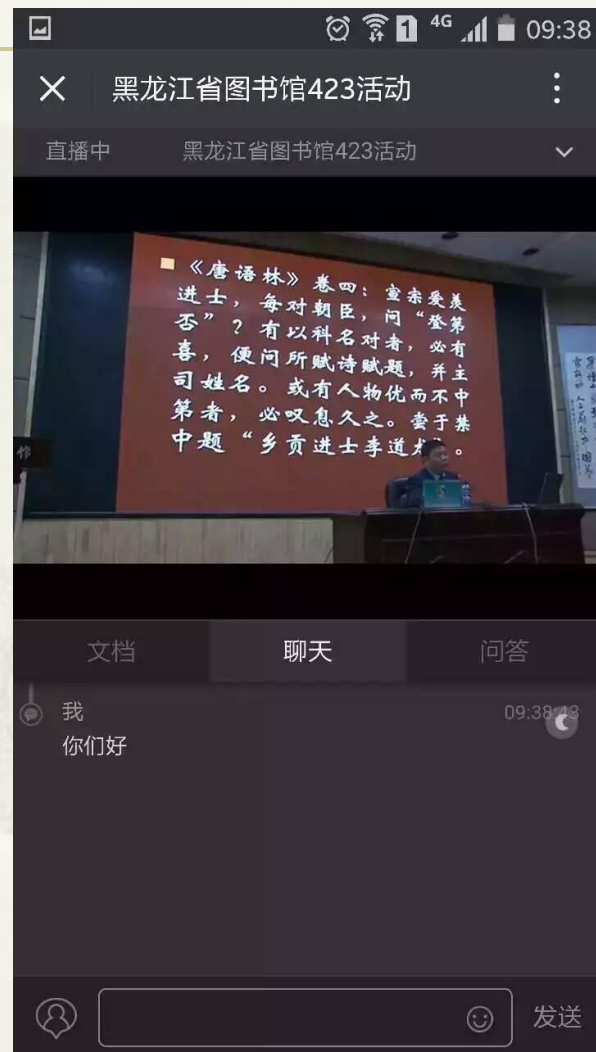 4G 09:38
黑龙江省图书馆423活动
直播中 黑龙江省图书馆423活动
《唐语林》卷四：宣宗爱羡
进士，每对朝臣，问“登第
否”？有以科名对者，必有
喜，便问所赋诗赋题，并主
司姓名。或有人物优而不中
第者，必叹息久之。尝于禁
中题“乡贡进士李道龙”。
文档 聊天 问答
我 09:38:43
你们好
发送